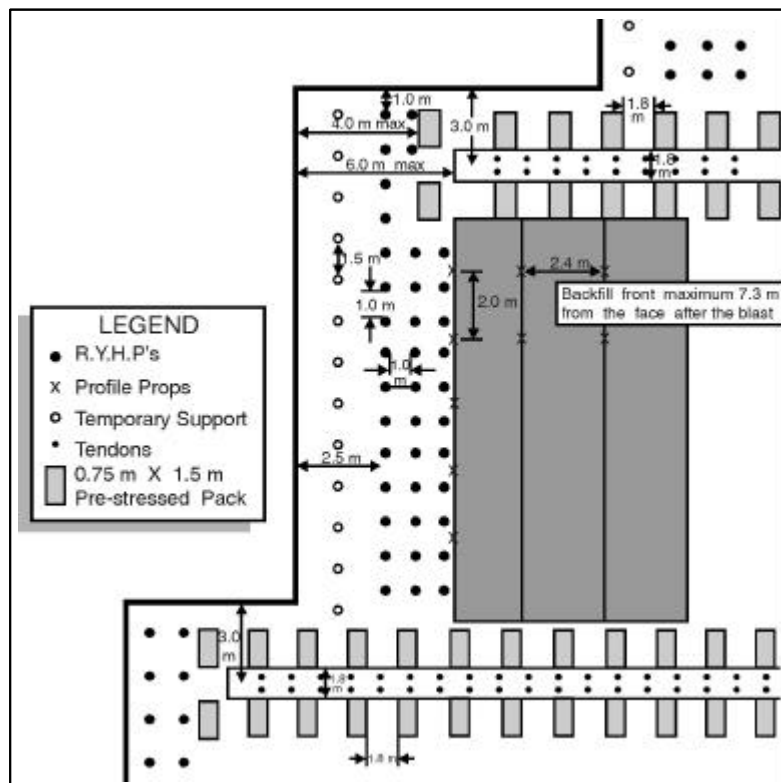 1.0 m
1.8
m
4.0 m max
3.0 m
6.0 m max
1.8
m
1.5 m
2.4 m
1.0 m
2.0 m
Backfill front maximum 7.3 m
from the face after the blast
LEGEND
R.Y.H.P's
x Profile Props
Temporary Support
Tendons
0.75 m X 1.5 m
Pre-stressed Pack
1.0
m
2.5 m
3.0
m
1.8
m
1.8 m